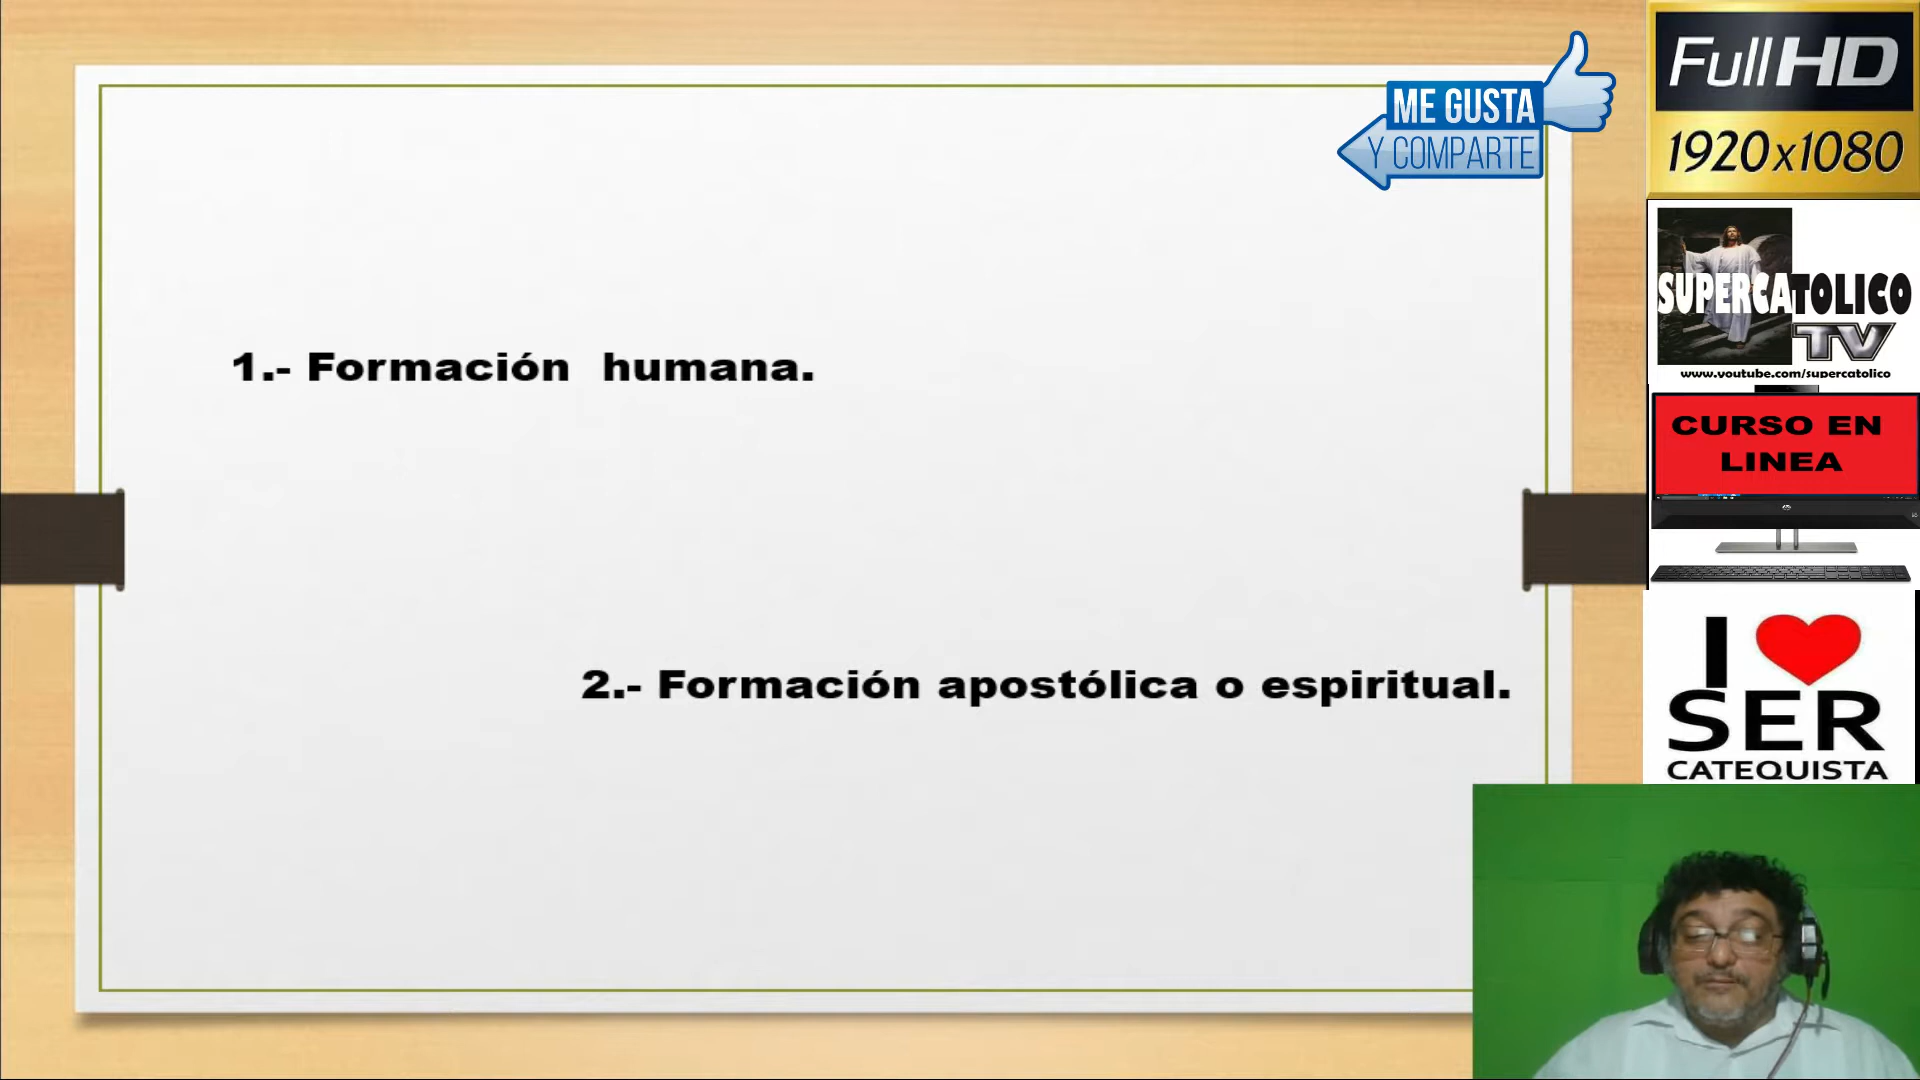 ME GUSTA
Y COMPARTE
1.- Formación humana.
2.- Formación apostólica o espiritual.
Full HD
1920x1080
SUPERCATOLICO
TV
www.youtube.com/supercatolico
CURSO EN
LINEA
I
SER
CATEQUISTA